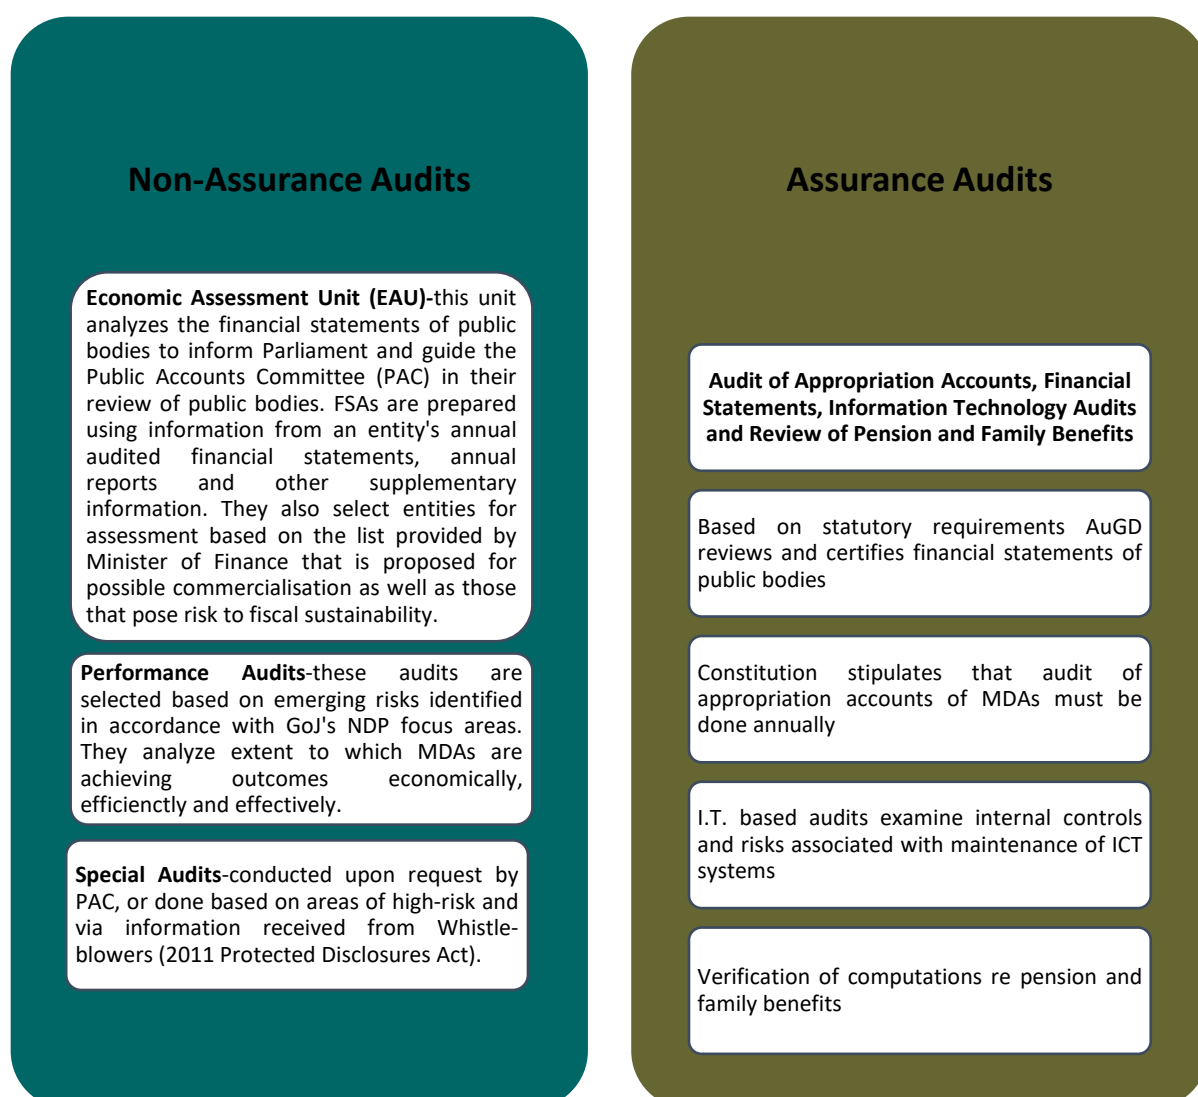 Non-Assurance Audits
Economic Assessment Unit (EAU)-this unit
analyzes the financial statements of public
bodies to inform Parliament and guide the
Public Accounts Committee (PAC) in their
review of public bodies. FSAs are prepared
using information from an entity's annual
audited financial statements, annual
reports and other supplementary
information. They also select entities for
assessment based on the list provided by
Minister of Finance that is proposed for
possible commercialisation as well as those
that pose risk to fiscal sustainability.
Performance Audits-these audits are
selected based on emerging risks identified
in accordance with GoJ's NDP focus areas.
They analyze extent to which MDAs are
achieving outcomes economically,
efficienctly and effectively.
Special Audits-conducted upon request by
PAC, or done based on areas of high-risk and
via information received from Whistle-
blowers (2011 Protected Disclosures Act).
Assurance Audits
Audit of Appropriation Accounts, Financial
Statements, Information Technology Audits
and Review of Pension and Family Benefits
Based on statutory requirements AuGD
reviews and certifies financial statements of
public bodies
Constitution stipulates that audit of
appropriation accounts of MDAs must be
done annually
I.T. based audits examine internal controls
and risks associated with maintenance of ICT
systems
Verification of computations re pension and
family benefits